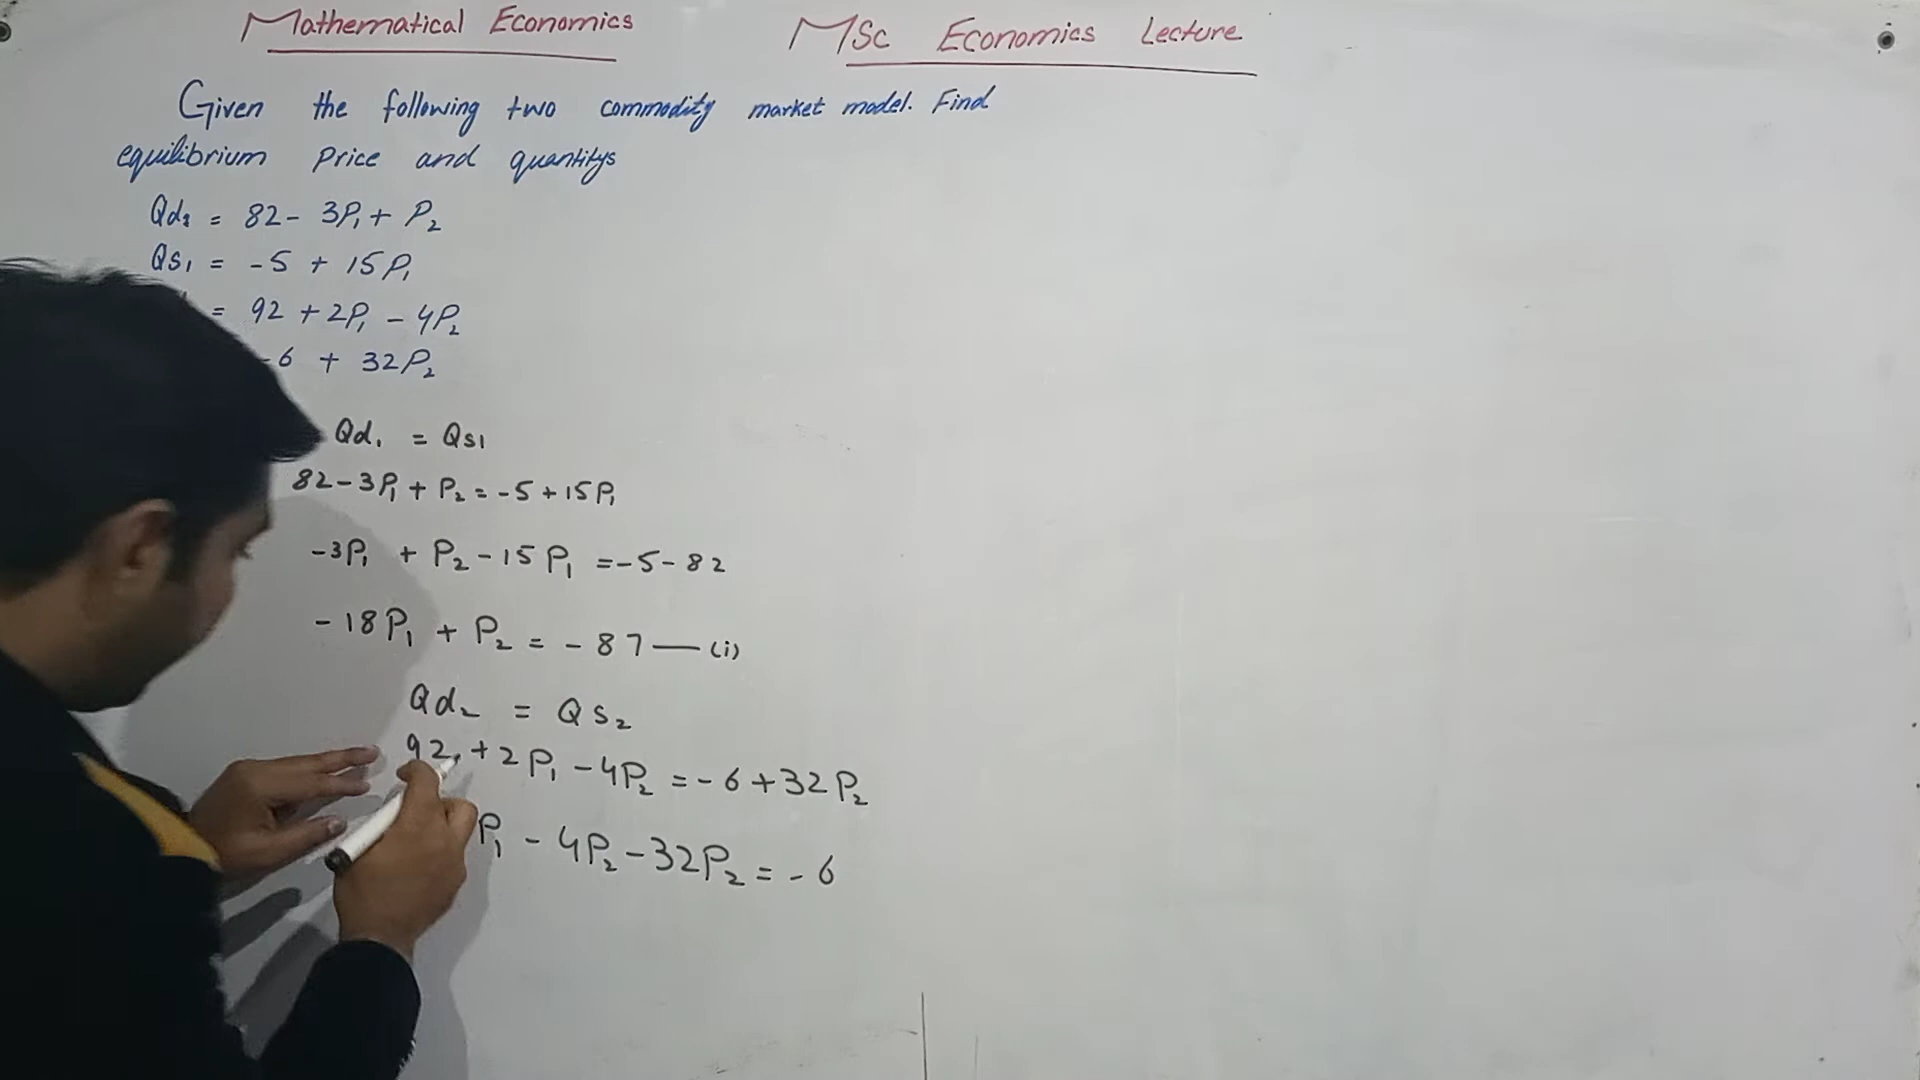 Mathematical Economics
MSc Economics Lecture
Given the following two commodity market model. Find
equilibrium Price and quantitys
Qd₁ = 82 - 3P₁ + P₂
Qs₁ = -5 + 15P₁
= 92 + 2P₁ - 4P₂
-6 + 32P₂
Qd₁ = Qs₁
82 - 3P₁ + P₂ = -5 + 15P₁
-3P₁ + P₂ - 15P₁ = -5 - 82
-18P₁ + P₂ = -87 — (i)
Qd₂ = Qs₂
92 + 2P₁ - 4P₂ = -6 + 32P₂
P₁ - 4P₂ - 32P₂ = -6